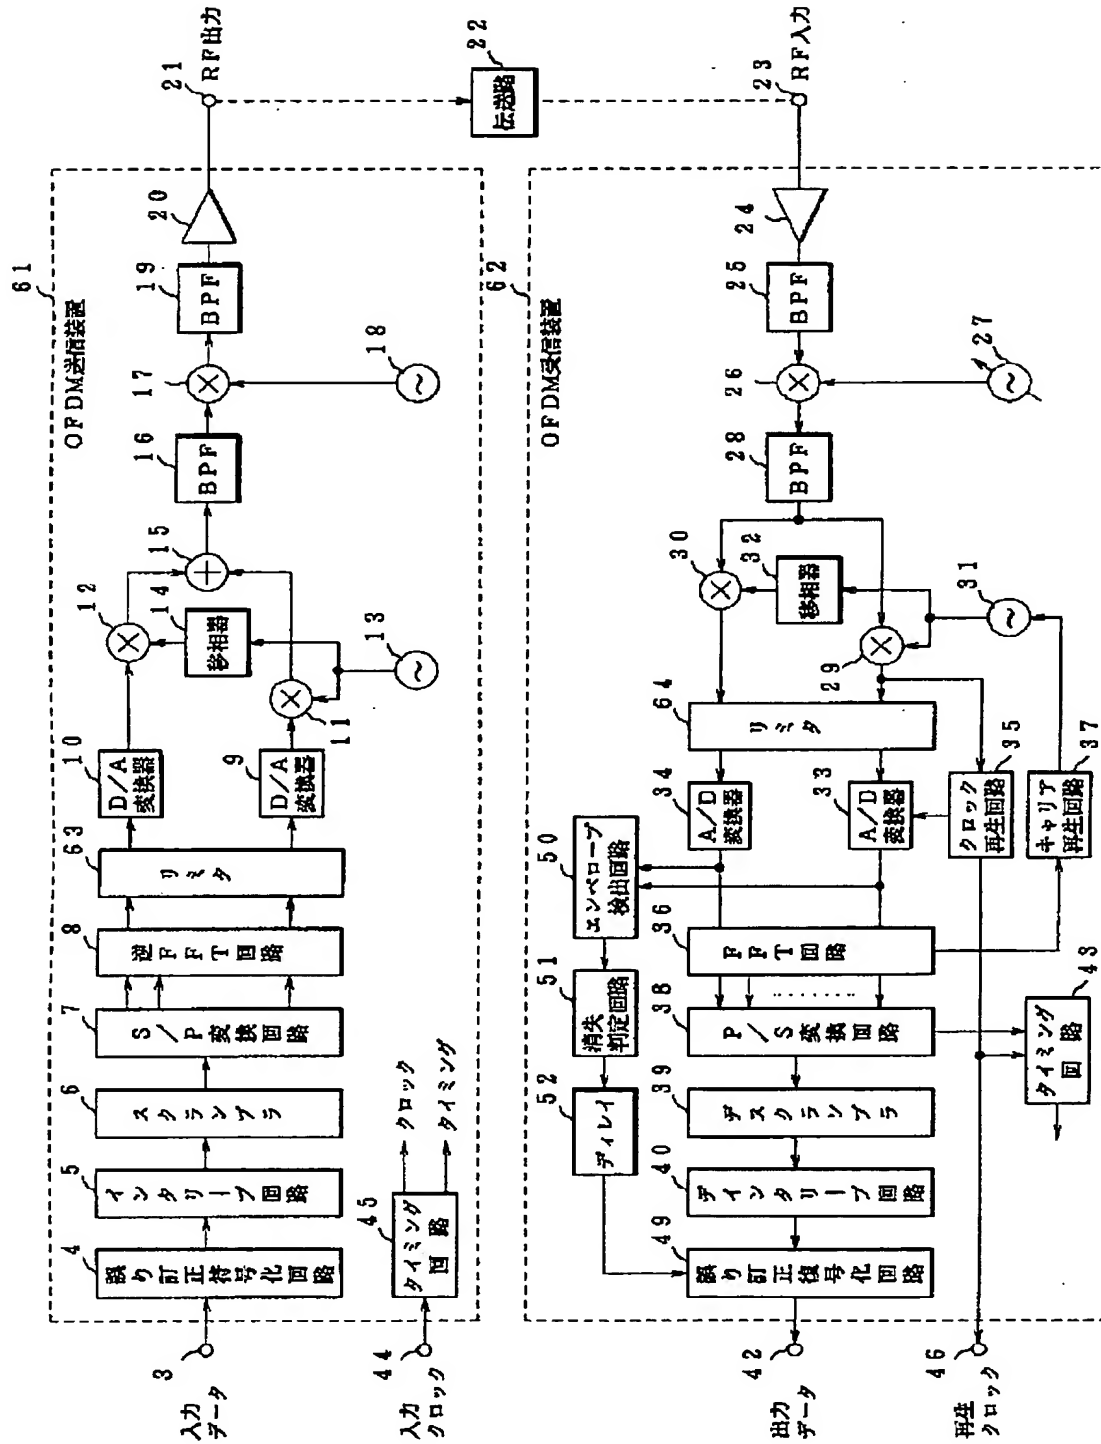 61
OFDM送信装置
入力
データ
3
4
誤り訂正符号化回路
5
インタリーブ回路
6
スクランブラ
7
S/P変換回路
8
逆FFT回路
63
リミタ
10
D/A
変換器
9
D/A
変換器
12
11
14
移相器
13
15
16
BPF
17
18
19
BPF
20
21
RF出力
入力
クロック
44
45
タイミング
回路
クロック
タイミング
22
伝送路
62
OFDM受信装置
23
RF入力
24
25
BPF
26
27
28
BPF
30
32
移相器
29
31
64
リミタ
34
A/D
変換器
33
A/D
変換器
35
クロック
再生回路
37
キャリア
再生回路
50
エンベロープ
検出回路
36
FFT回路
51
消失
判定回路
38
P/S変換回路
43
タイミング
回路
52
ディレイ
39
デスクランブラ
40
デインタリーブ回路
49
誤り訂正復号化回路
42
出力
データ
46
再生
クロック